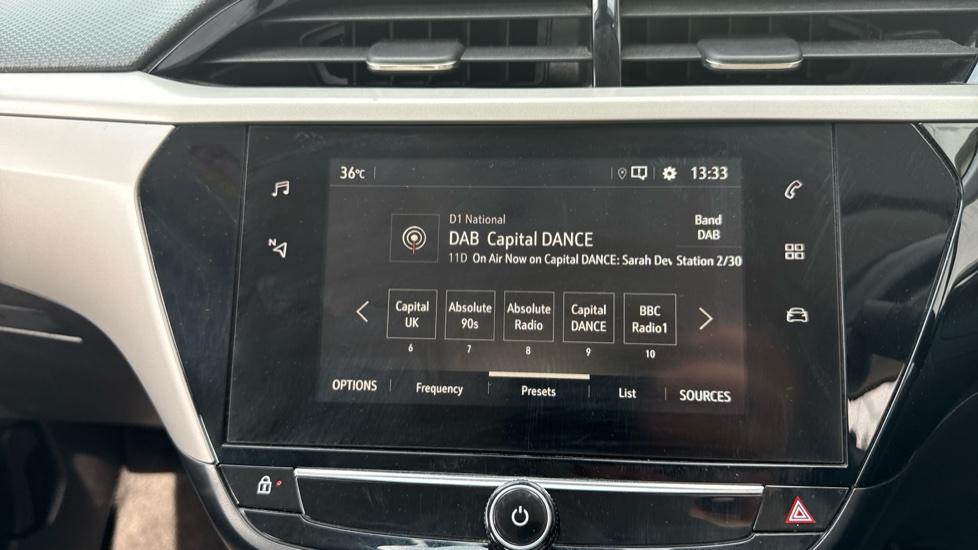 36°C
13:33
D1 National
DAB Capital DANCE
Band
DAB
11D On Air Now on Capital DANCE: Sarah Dev Station 2/30
Capital
UK
Absolute
90s
Absolute
Radio
Capital
DANCE
BBC
Radio1
6
7
8
9
10
OPTIONS
Frequency
Presets
List
SOURCES
N